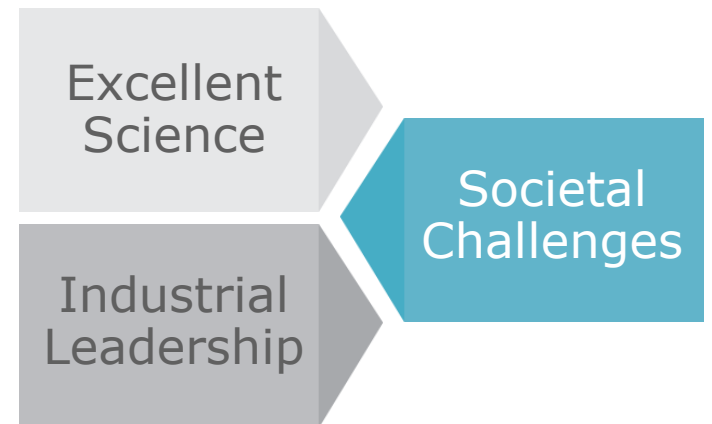 Excellent
Science
Societal
Challenges
Industrial
Leadership